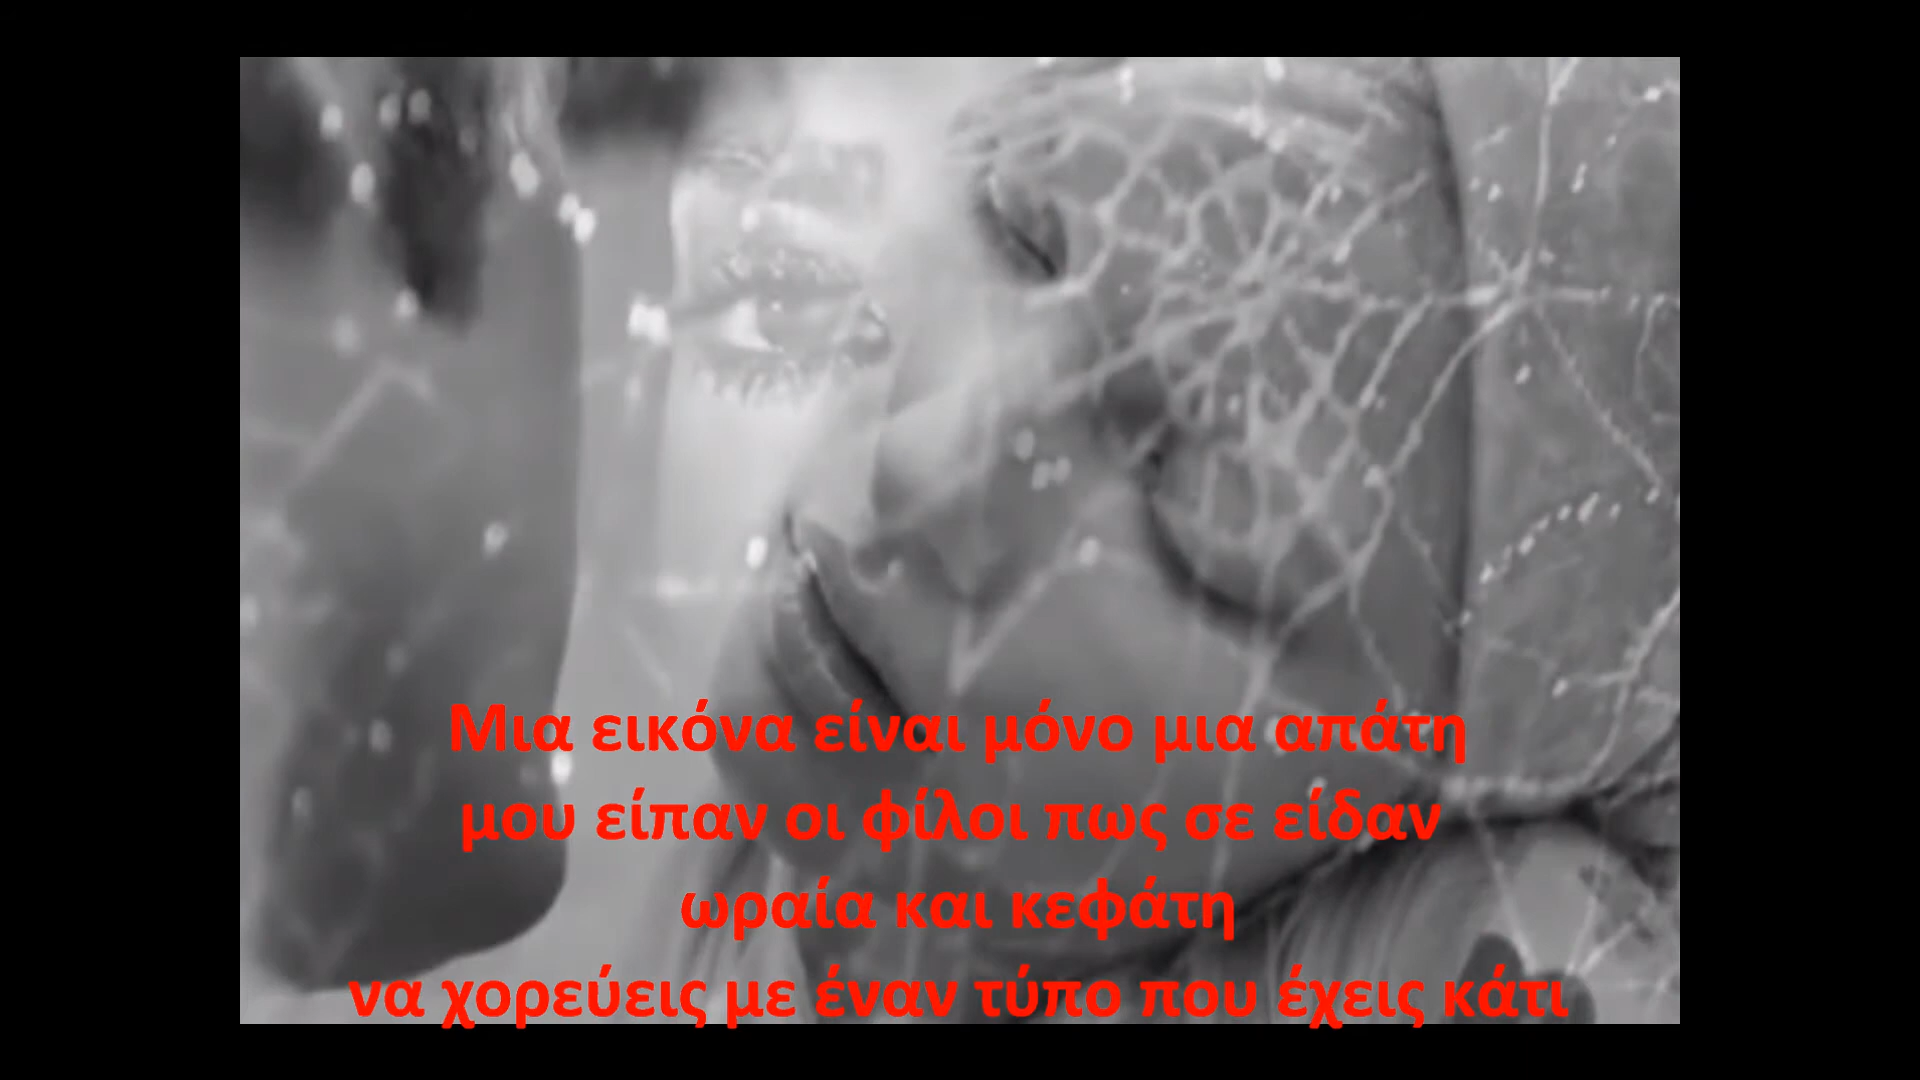 Μια εικόνα είναι μόνο μια απάτη
μου είπαν οι φίλοι πως σε είδαν
ωραία και κεφάτη
να χορεύεις με έναν τύπο που έχεις κάτι